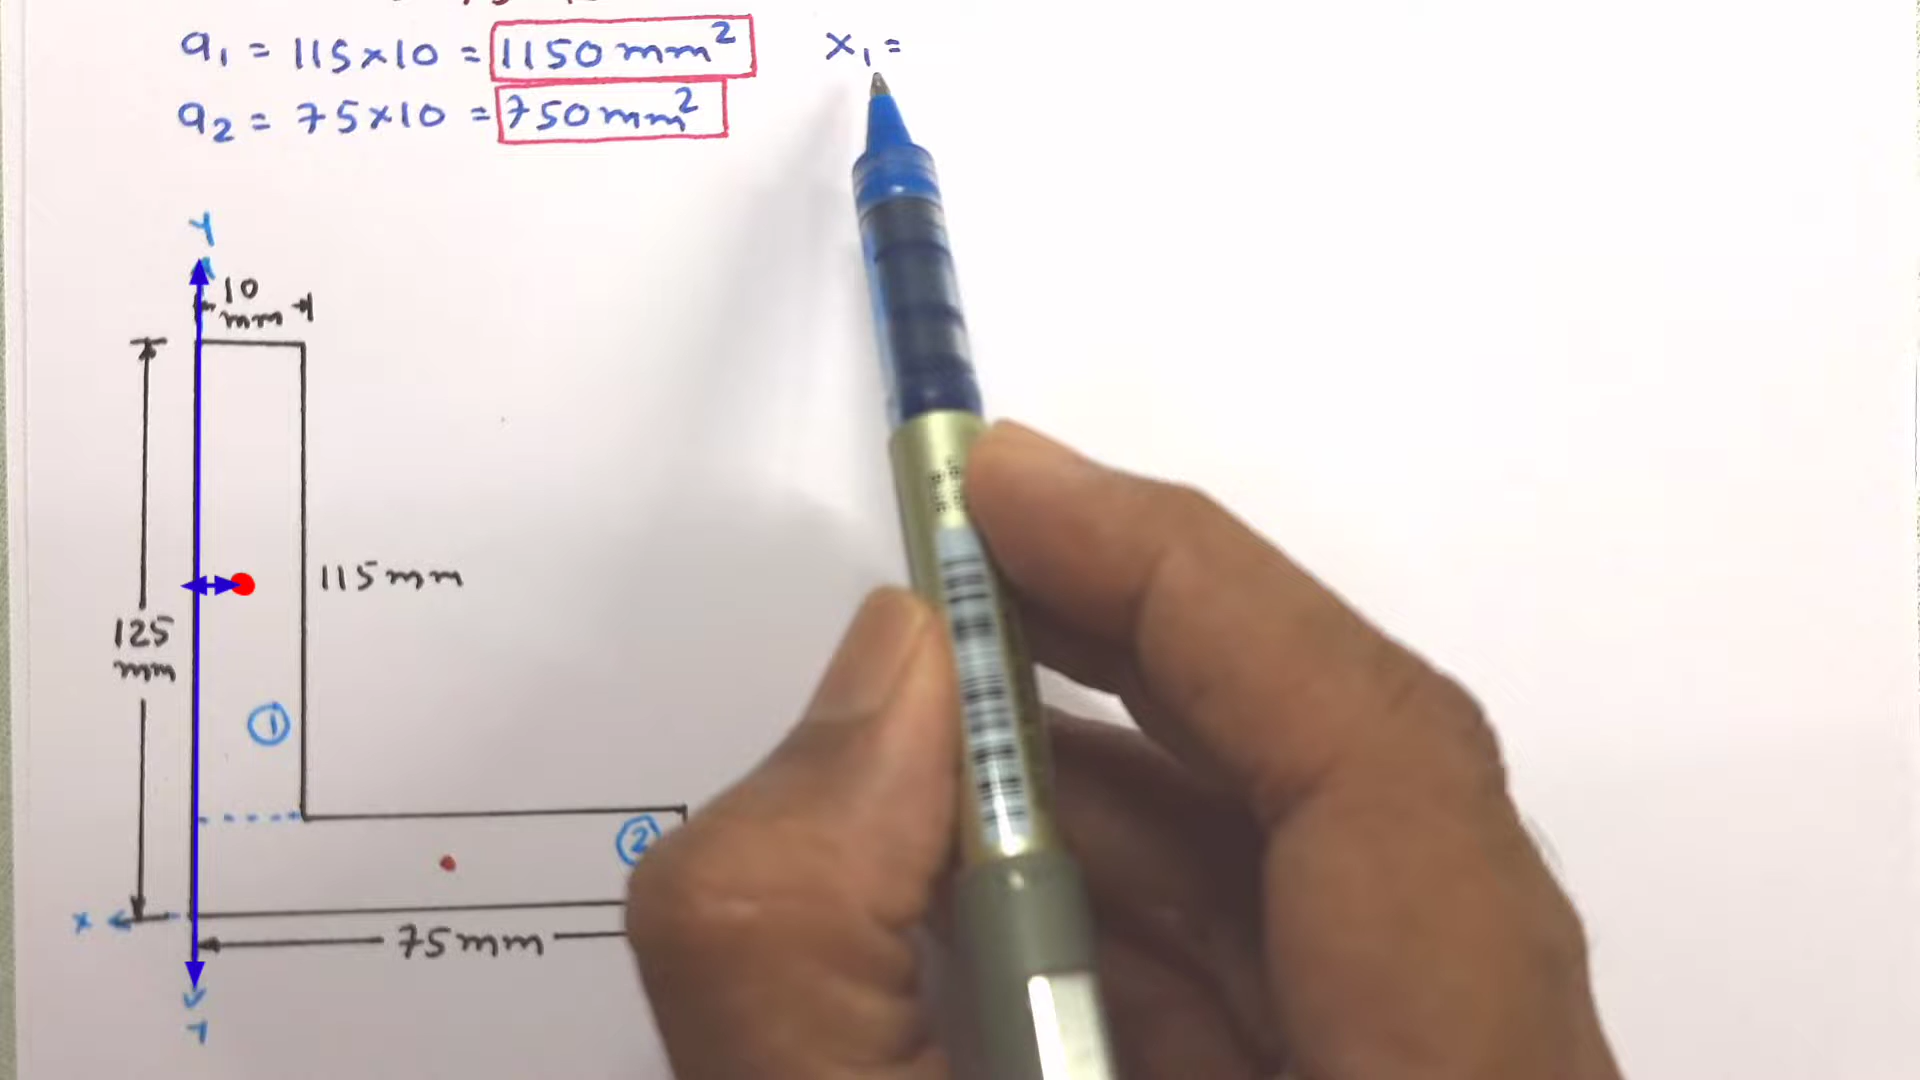 a₁ = 115×10 = 1150 mm²
x₁ =
a₂ = 75×10 = 750 mm²
Y
10
mm
115mm
125
mm
1
2
x
75mm
Y